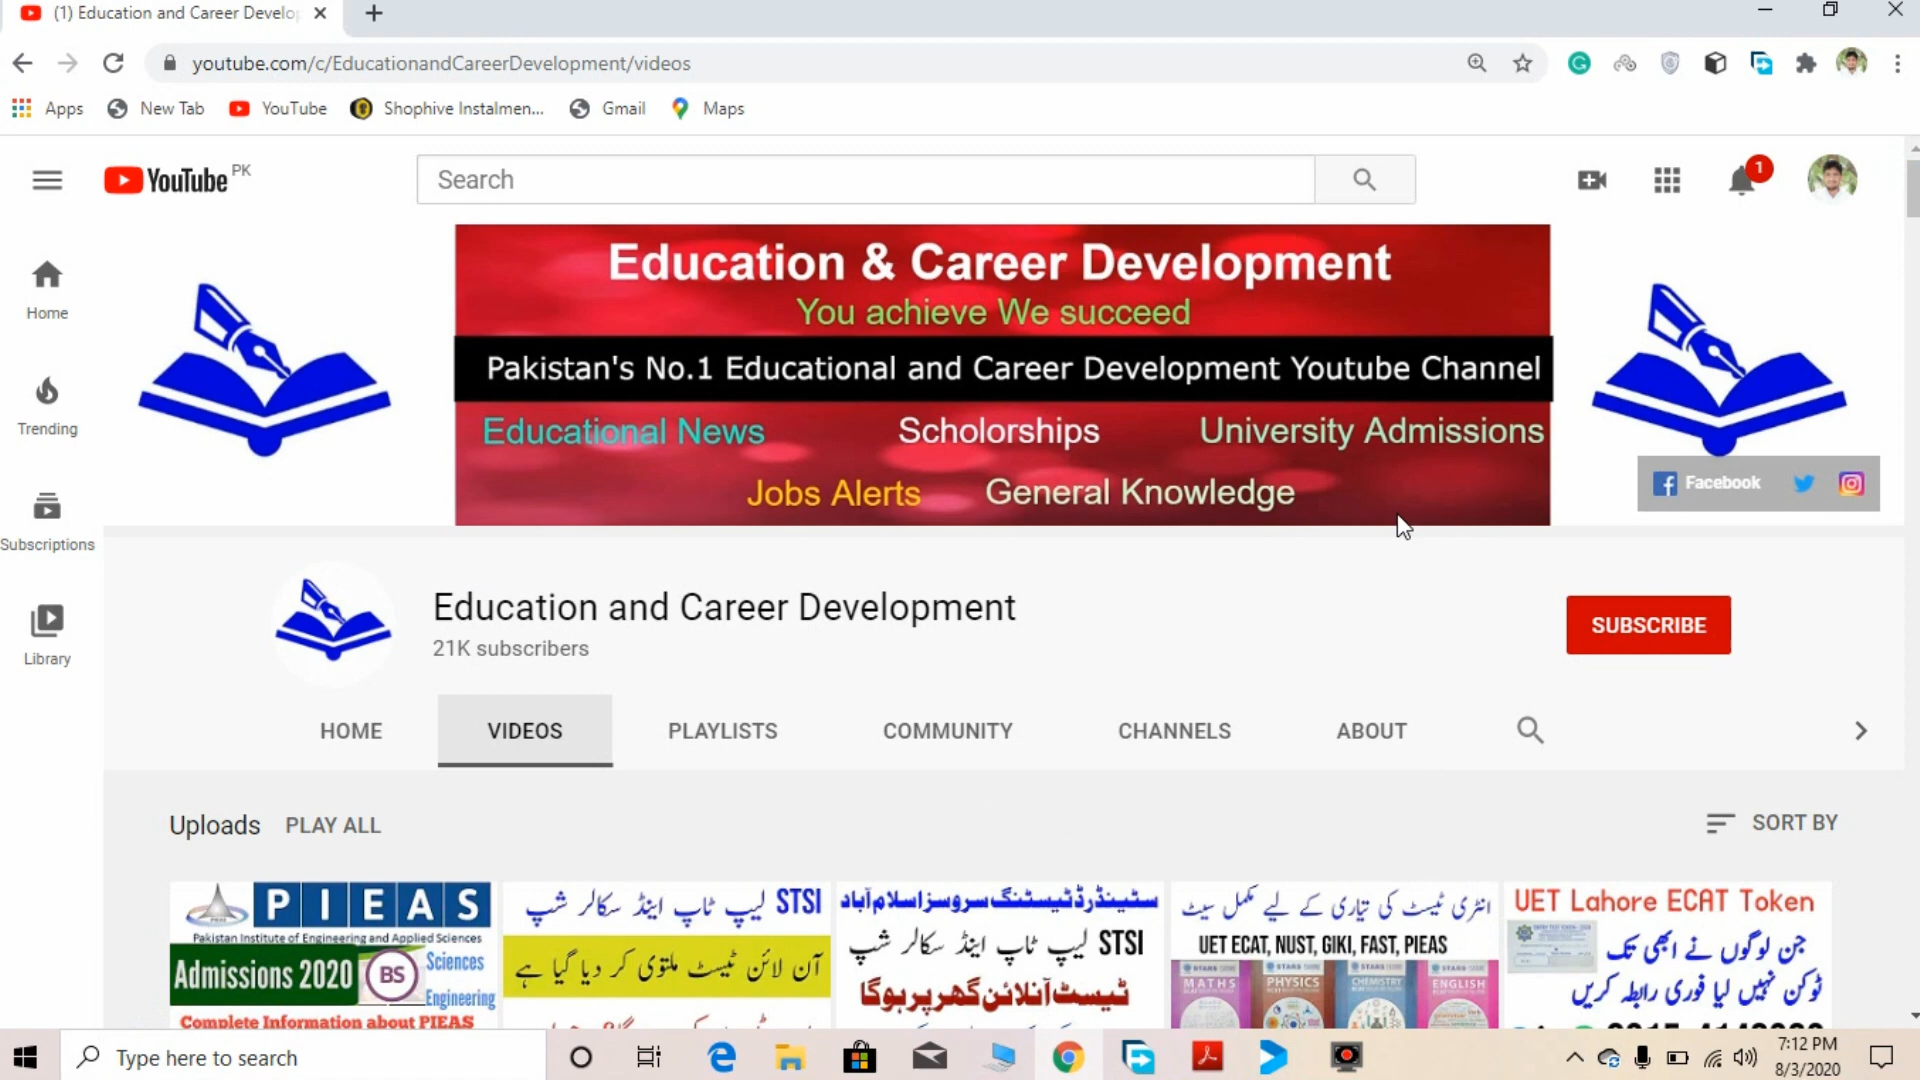 (1) Education and Career Develo
youtube.com/c/EducationandCareerDevelopment/videos
Apps New Tab YouTube Shophive Instalmen... Gmail Maps
YouTube PK
Search
1
Home
Trending
Subscriptions
Library
Education & Career Development
You achieve We succeed
Pakistan's No.1 Educational and Career Development Youtube Channel
Educational News Scholorships University Admissions
Jobs Alerts General Knowledge
Facebook
Education and Career Development
21K subscribers
SUBSCRIBE
HOME VIDEOS PLAYLISTS COMMUNITY CHANNELS ABOUT
Uploads PLAY ALL SORT BY
PIEAS
Pakistan Institute of Engineering and Applied Sciences
Admissions 2020 BS Sciences
Engineering
Complete Information about PIEAS
STSI لیپ ٹاپ اینڈ سکالر شپ
آن لائن ٹیسٹ ملتوی کر دیا گیا ہے
سٹینڈرڈ ٹیسٹنگ سروسز اسلام آباد
STSI لیپ ٹاپ اینڈ سکالر شپ
ٹیسٹ آنلائن گھر پر ہوگا
انٹری ٹیسٹ کی تیاری کے لیے مکمل سیٹ
UET ECAT, NUST, GIKI, FAST, PIEAS
STARS STARS STARS STARS
MATHS PHYSICS CHEMISTRY ENGLISH
UET Lahore ECAT Token
جن لوگوں نے ابھی تک
ٹوکن نہیں لیا فوری رابطہ کریں
Type here to search
7:12 PM
8/3/2020